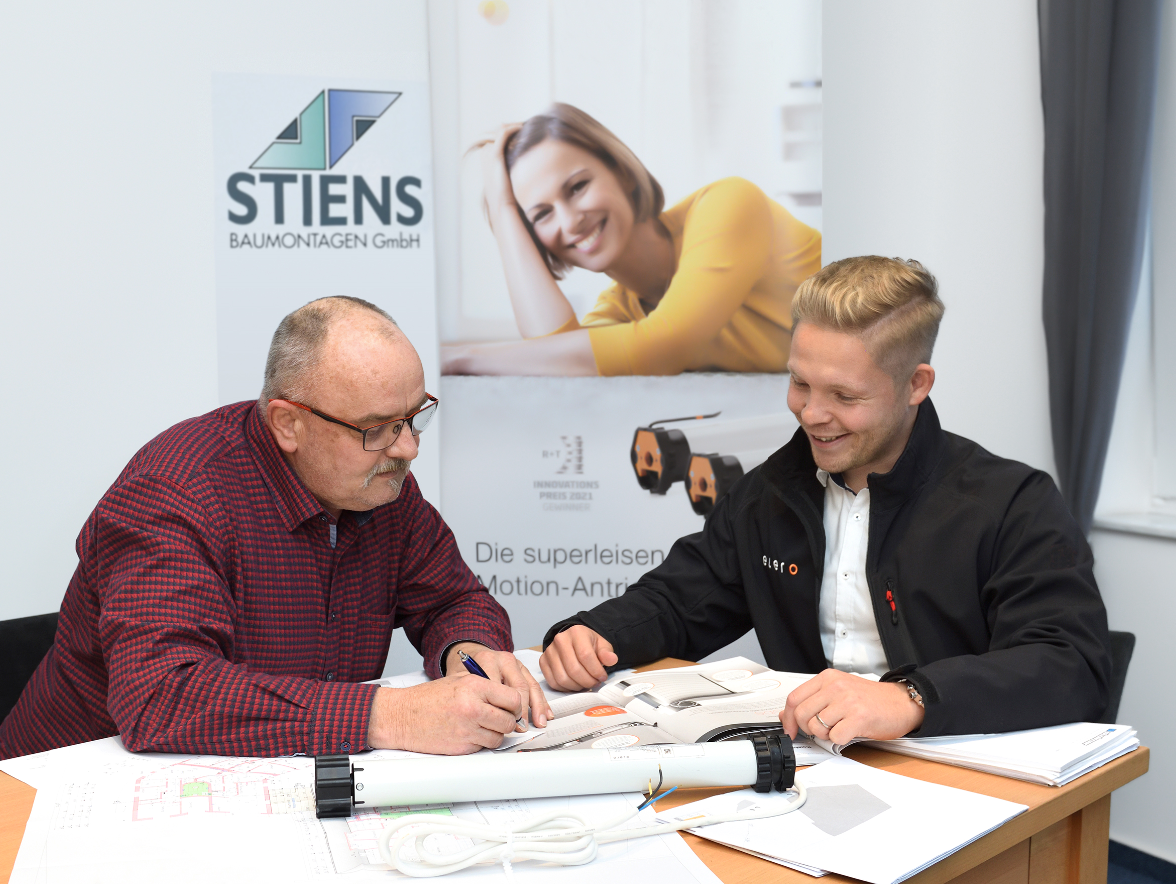 STIENS
BAUMONTAGEN GmbH
R+T
INNOVATIONS
PREIS 2021
Die superleisen
Motion-Antri
elero